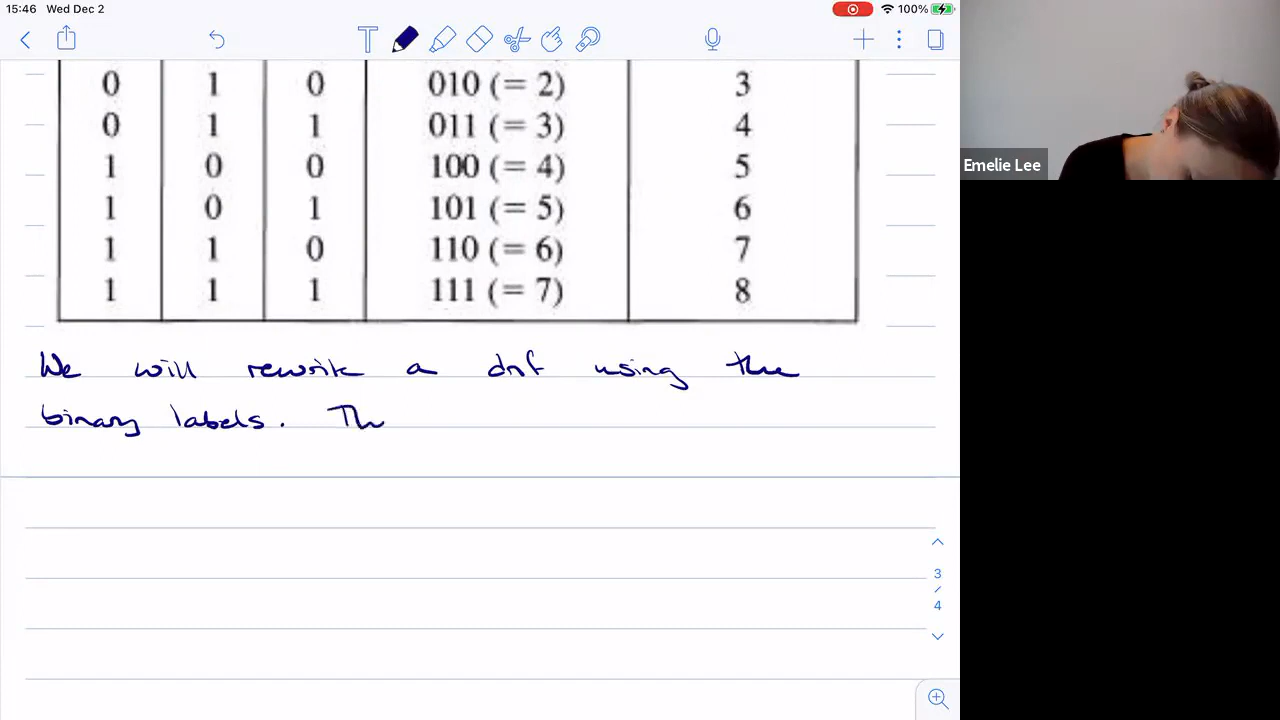 15:46 Wed Dec 2
100%
T
0 1 0 010 (= 2) 3
0 1 1 011 (= 3) 4
1 0 0 100 (= 4) 5
1 0 1 101 (= 5) 6
1 1 0 110 (= 6) 7
1 1 1 111 (= 7) 8
We will rewrite a dnf using the
binary labels. Th
3
/
4
Emelie Lee